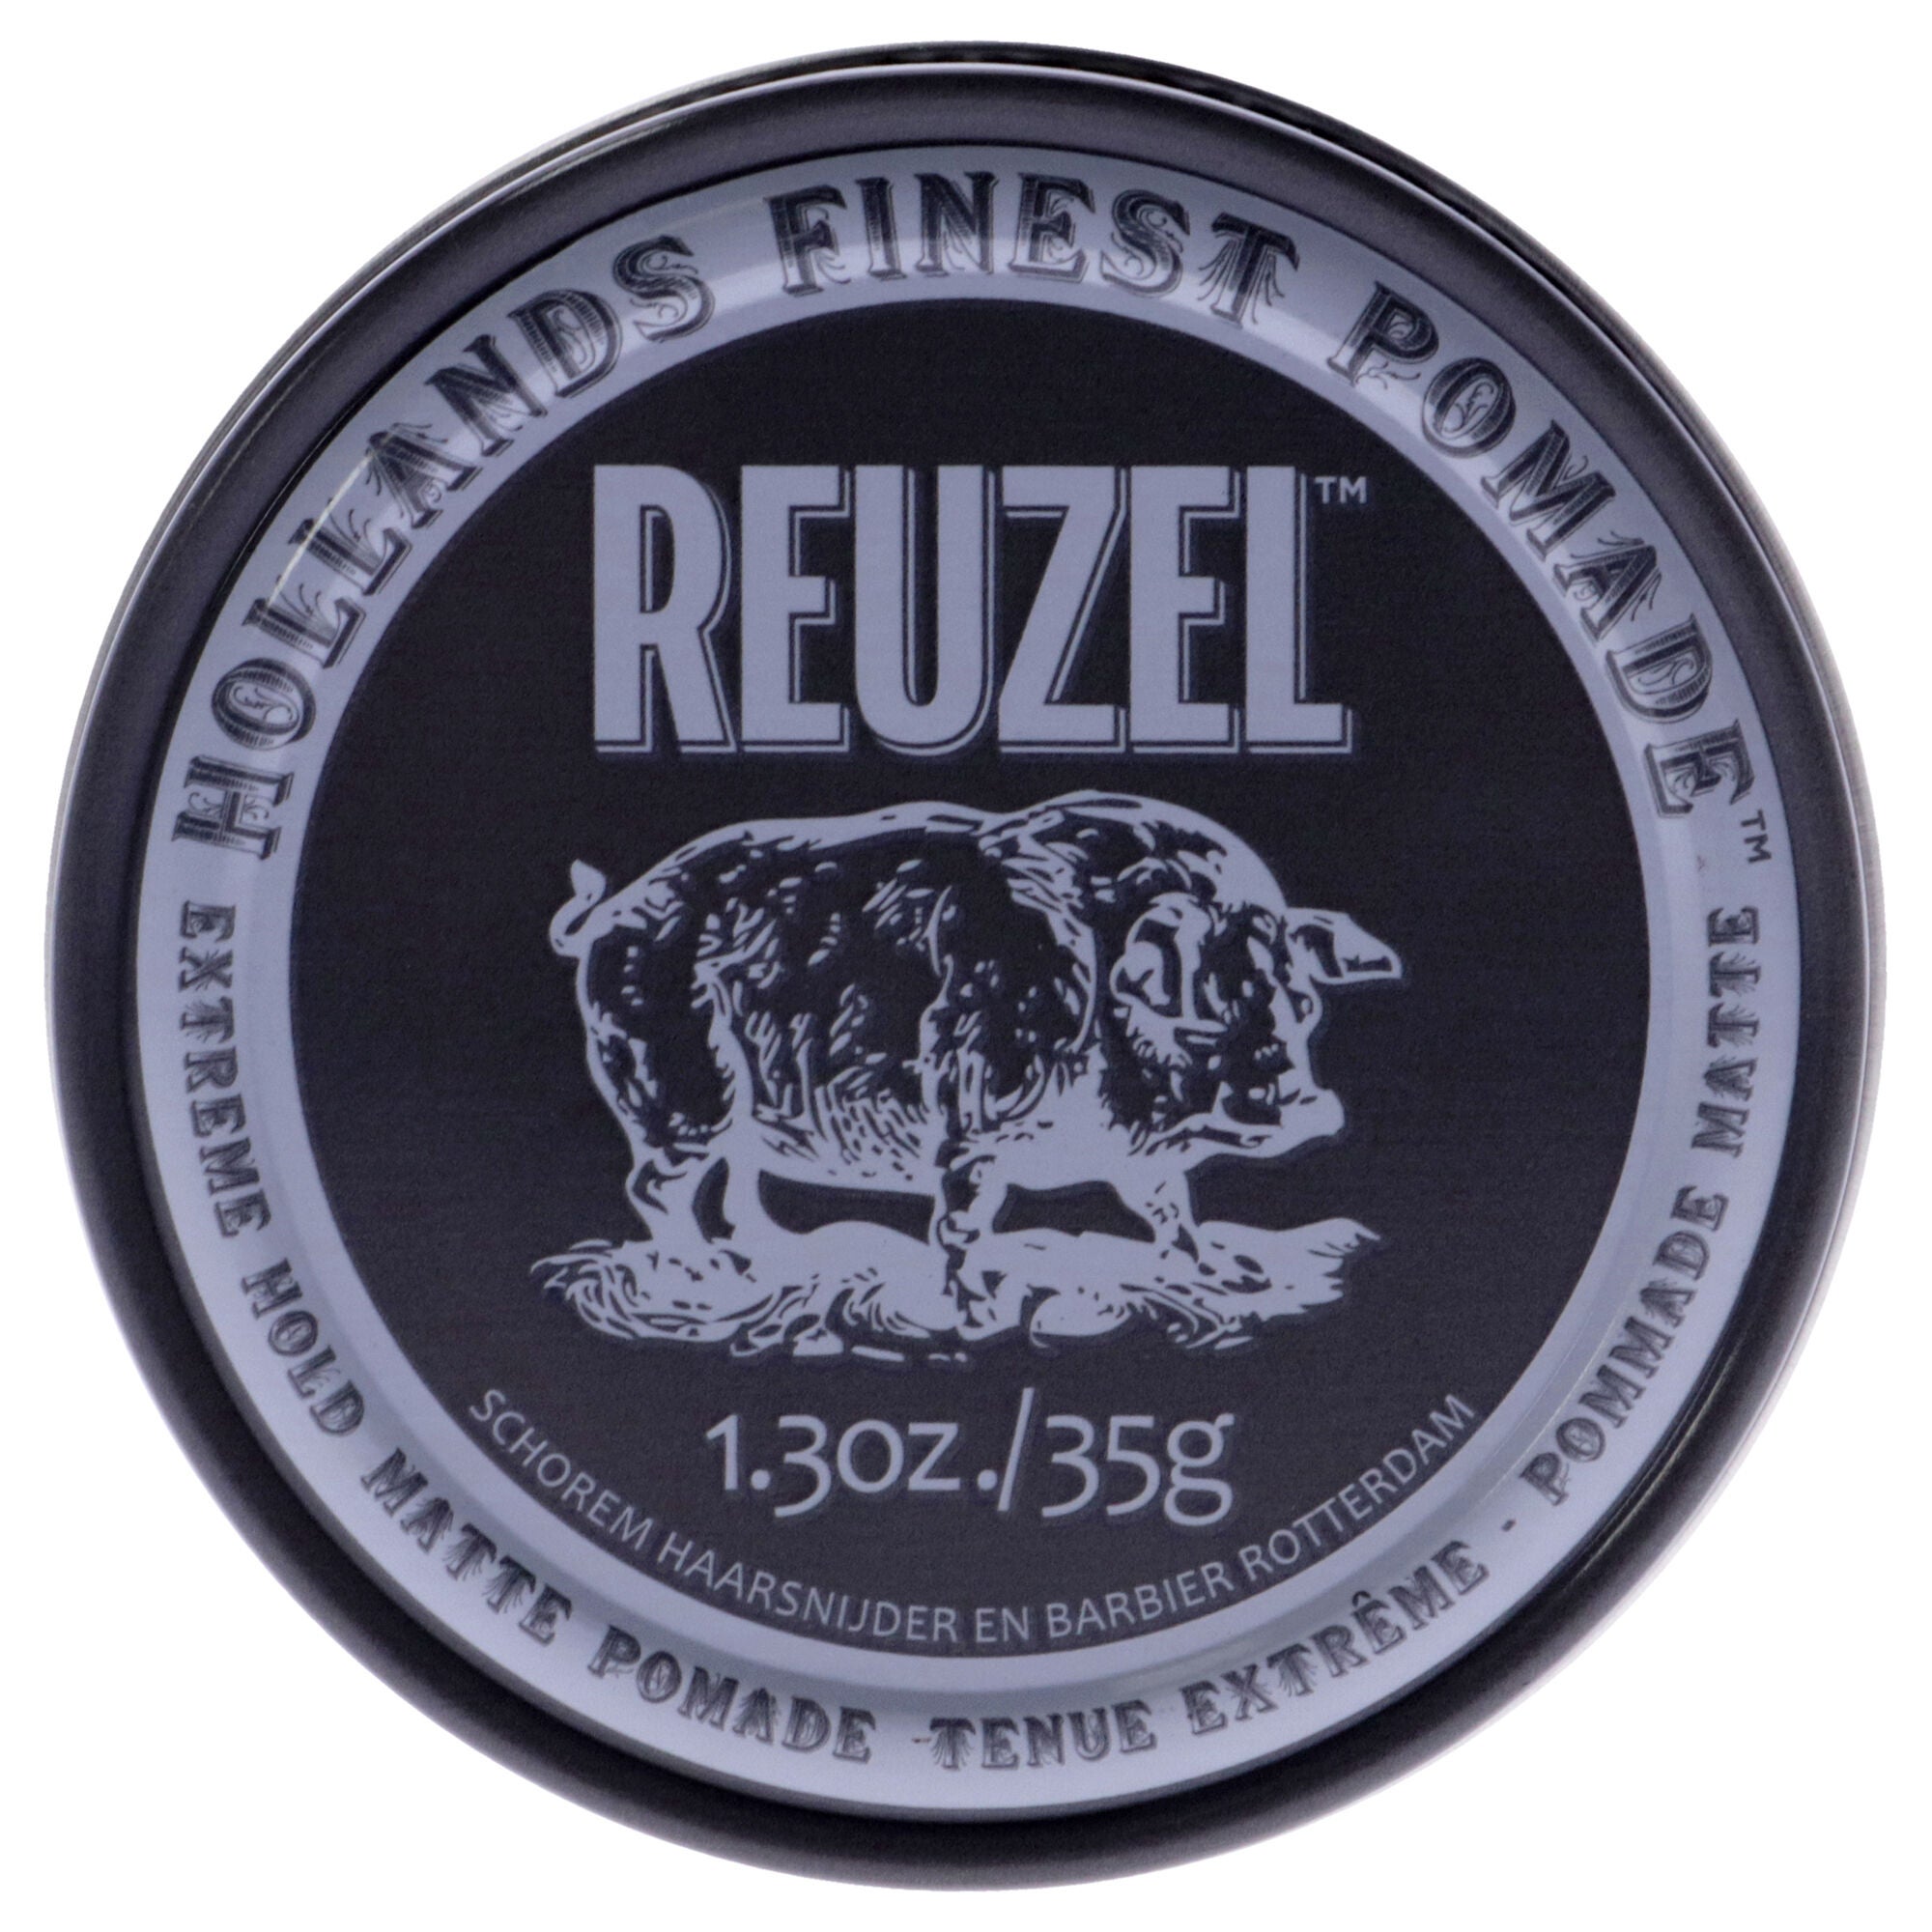 HOLLANDS FINEST POMADE™
REUZEL™
1.3oz./35g
SCHOREM HAARSNIJDER EN BARBIER ROTTERDAM
EXTREME HOLD MATTE POMADE - TENUE EXTRÊME - POMMADE MATTE